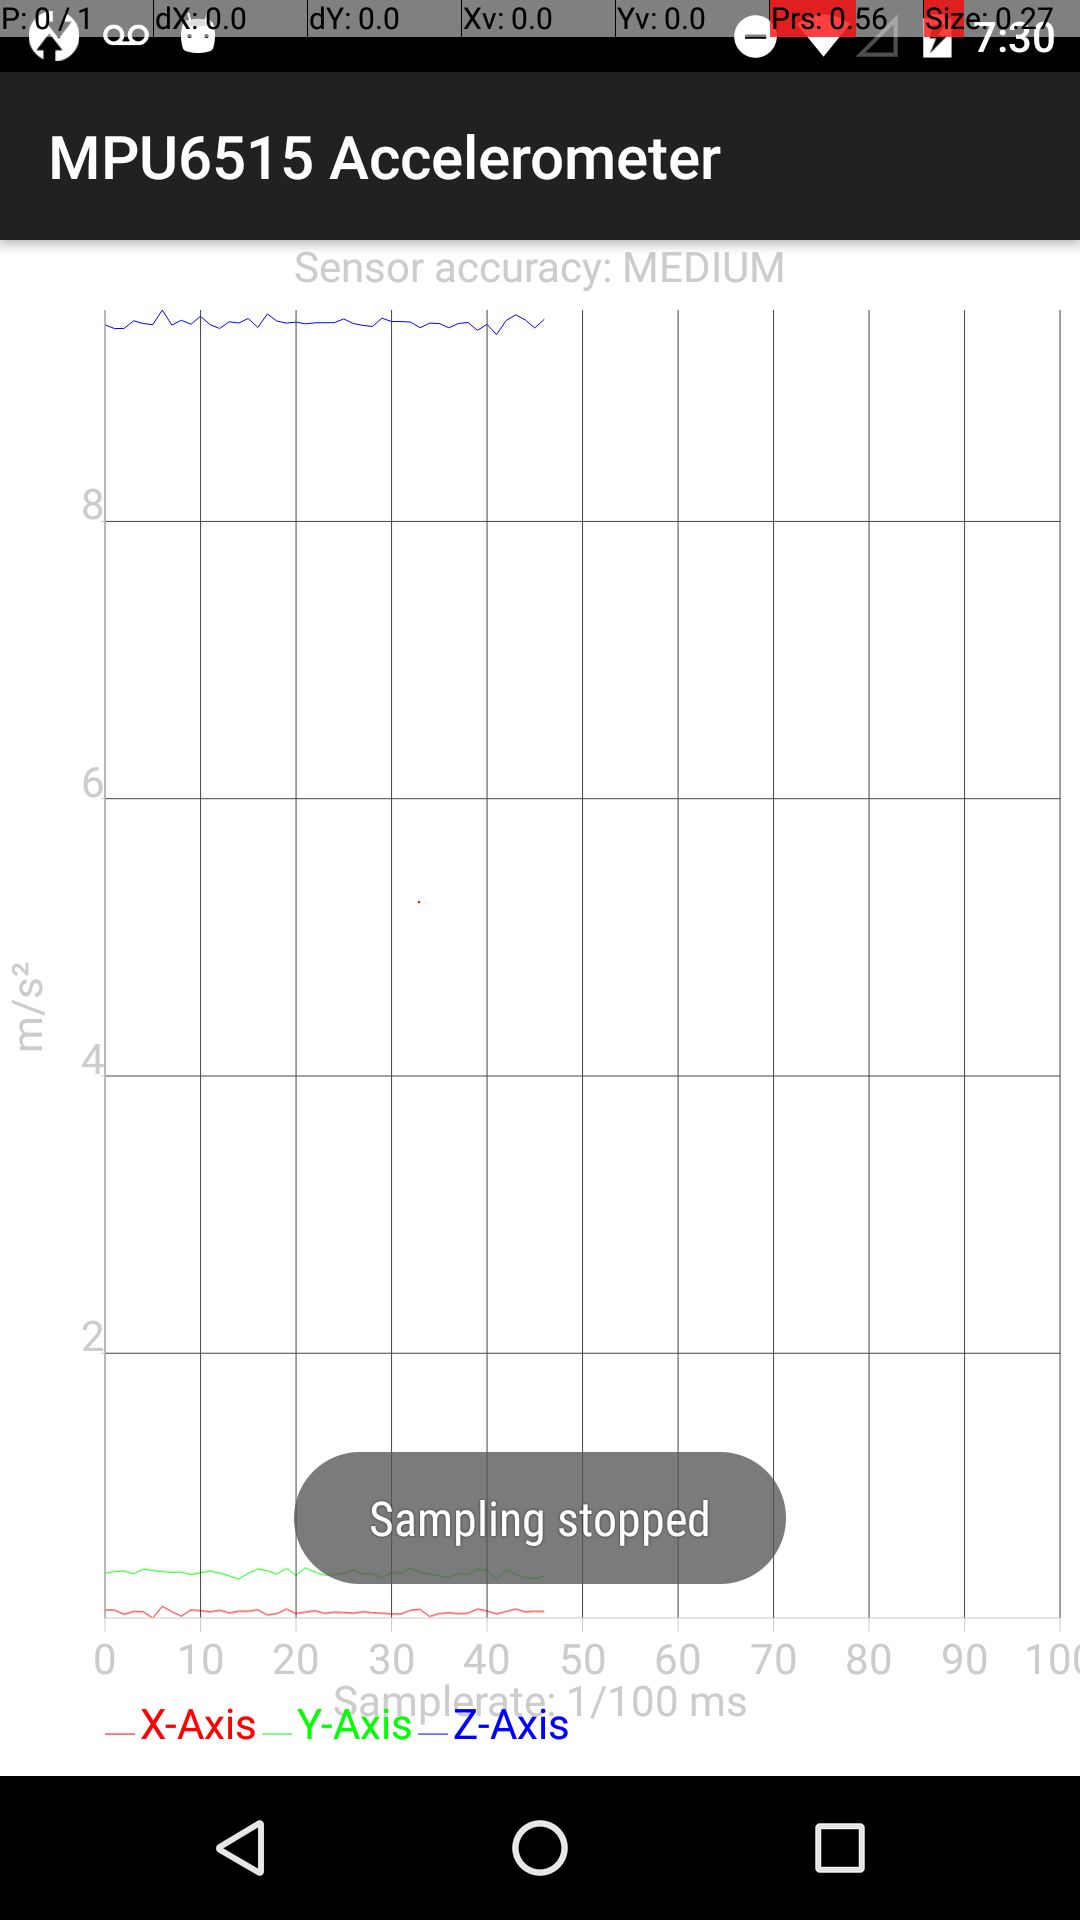 P: 0 / 1 dX: 0.0 dY: 0.0 Xv: 0.0 Yv: 0.0 Prs: 0.56 Size: 0.27
7:30
MPU6515 Accelerometer
Sensor accuracy: MEDIUM
8
6
m/s²
4
2
Sampling stopped
0 10 20 30 40 50 60 70 80 90 100
Samplerate: 1/100 ms
X-Axis Y-Axis Z-Axis